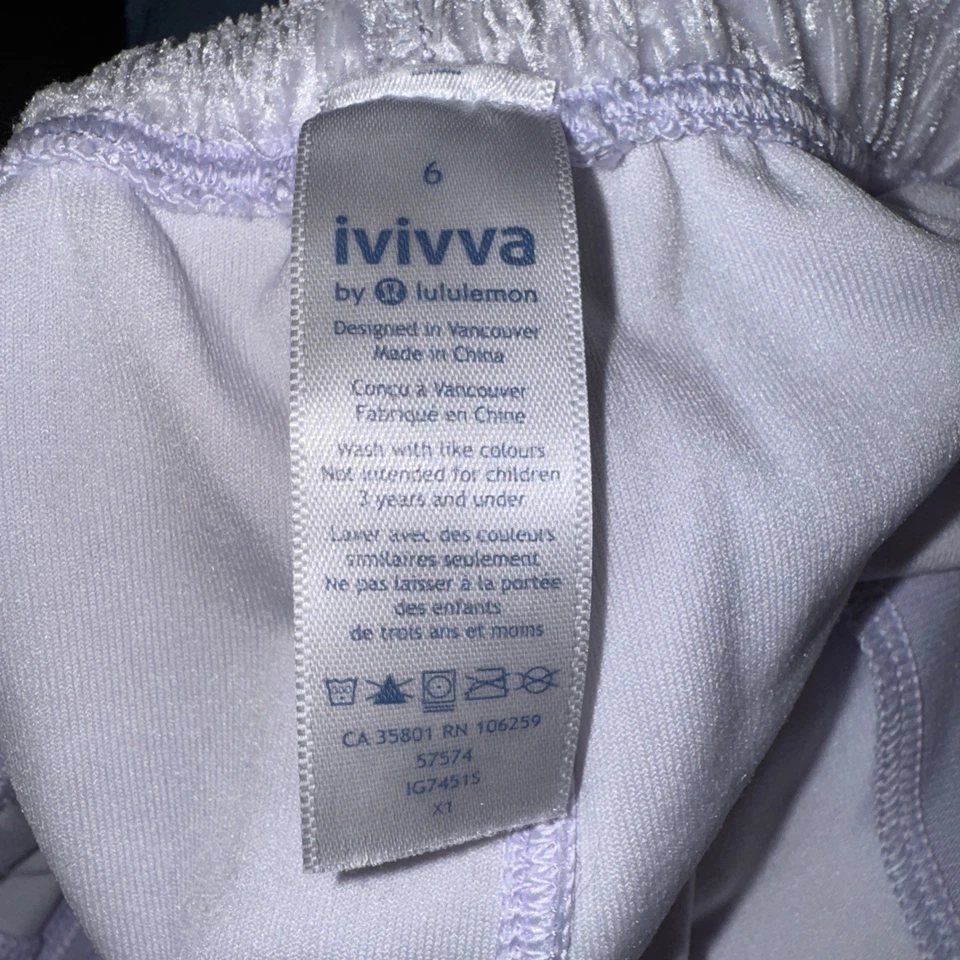 6
ivivva
by lululemon
Designed in Vancouver
Made in China
Conçu à Vancouver
Fabriqué en Chine
Wash with like colours
Not intended for children
3 years and under
Laver avec des couleurs
similaires seulement
Ne pas laisser à la portée
des enfants
de trois ans et moins
CA 35801 RN 106259
57574
IG7451S
X1